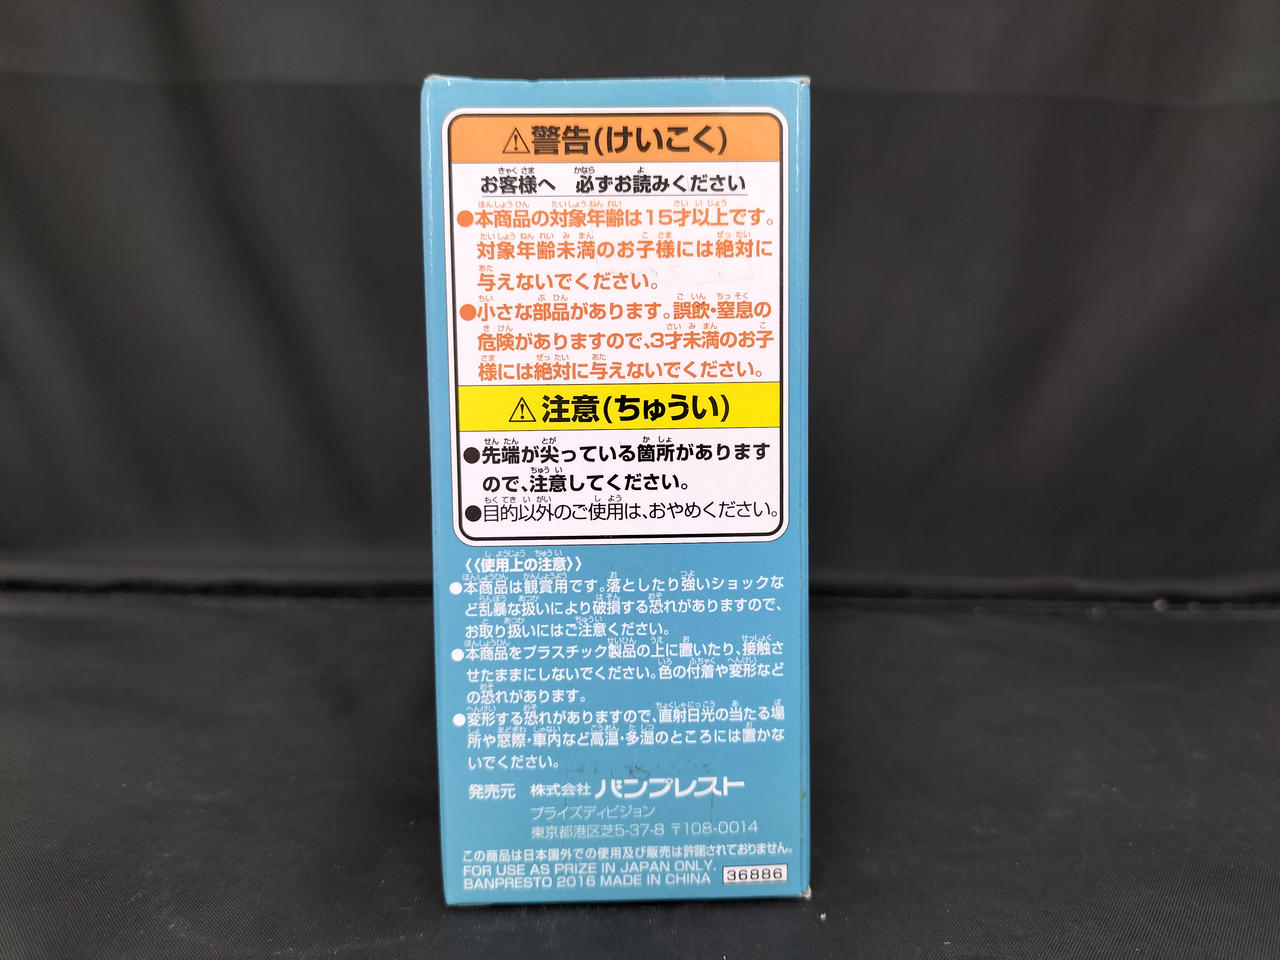 ⚠警告(けいこく)
お客様へ 必ずお読みください
●本商品の対象年齢は15才以上です。
対象年齢未満のお子様には絶対に
与えないでください。
●小さな部品があります。誤飲・窒息の
危険がありますので、3才未満のお子
様には絶対に与えないでください。
⚠注意(ちゅうい)
●先端が尖っている箇所があります
ので、注意してください。
●目的以外のご使用は、おやめください。
《使用上の注意》
●本商品は観賞用です。落としたり強いショックな
ど乱暴な扱いにより破損する恐れがありますので、
お取り扱いにはご注意ください。
●本商品をプラスチック製品の上に置いたり、接触さ
せたままにしないでください。色の付着や変形など
の恐れがあります。
●変形する恐れがありますので、直射日光の当たる場
所や窓際・車内など高温・多湿のところには置かな
いでください。
発売元 株式会社 バンプレスト
プライズディビジョン
東京都港区芝5-37-8 〒108-0014
この商品は日本国外での使用及び販売は許諾されておりません。
FOR USE AS PRIZE IN JAPAN ONLY.
BANPRESTO 2016 MADE IN CHINA 36886